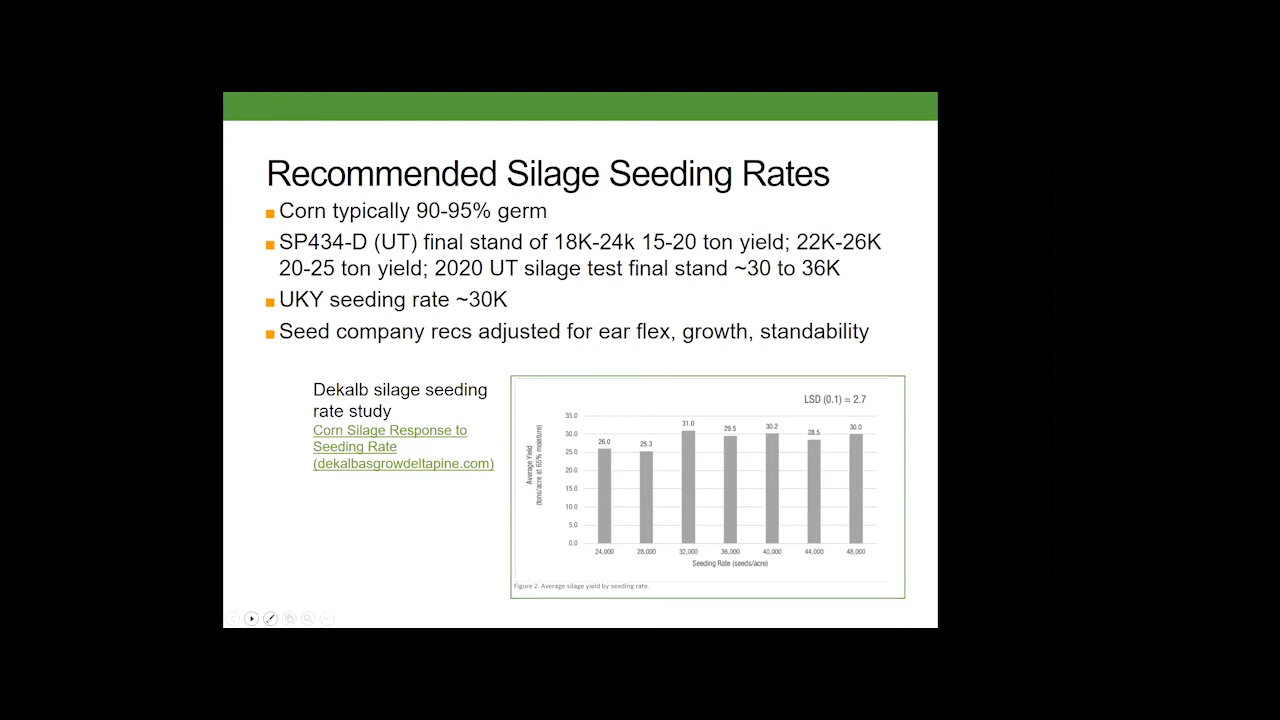 Recommended Silage Seeding Rates
Corn typically 90-95% germ
SP434-D (UT) final stand of 18K-24k 15-20 ton yield; 22K-26K
20-25 ton yield; 2020 UT silage test final stand ~30 to 36K
UKY seeding rate ~30K
Seed company recs adjusted for ear flex, growth, standability
Dekalb silage seeding
rate study
Corn Silage Response to
Seeding Rate
(dekalbasgrowdeltapine.com)
LSD (0.1) = 2.7
Average Yield
(tons/acre at 65% moisture)
35.0
30.0
25.0
20.0
15.0
10.0
5.0
0.0
26.0
25.3
31.0
29.5
30.2
28.5
30.0
24,000
28,000
32,000
36,000
40,000
44,000
48,000
Seeding Rate (seeds/acre)
Figure 2. Average silage yield by seeding rate.